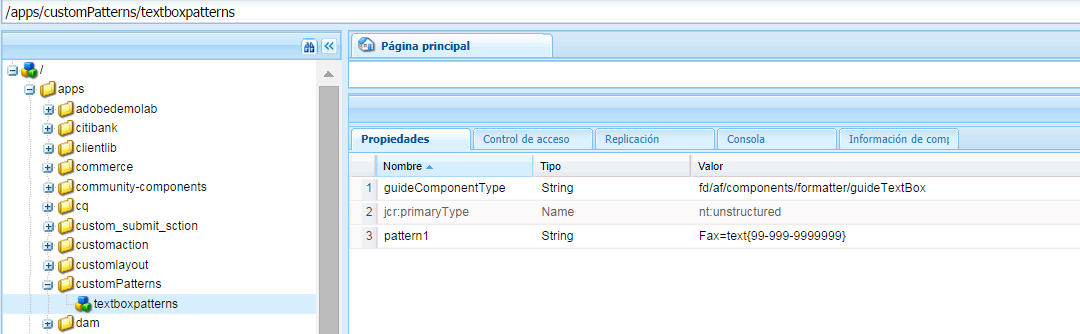 /apps/customPatterns/textboxpatterns
/
apps
adobedemolab
citibank
clientlib
commerce
community-components
cq
custom_submit_sction
customaction
customlayout
customPatterns
textboxpatterns
dam
Página principal
Propiedades Control de acceso Replicación Consola Información de comp
Nombre Tipo Valor
1 guideComponentType String fd/af/components/formatter/guideTextBox
2 jcr:primaryType Name nt:unstructured
3 pattern1 String Fax=text{99-999-9999999}